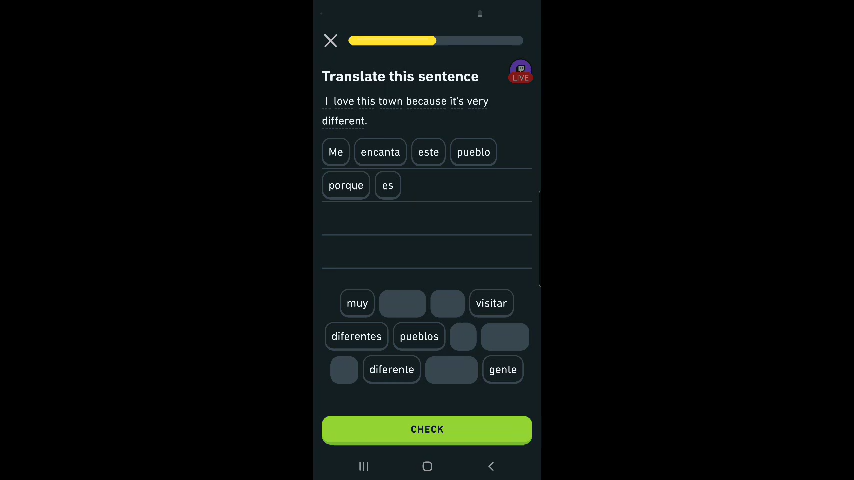 LIVE
Translate this sentence
I love this town because it's very
different.
Me encanta este pueblo
porque es
muy visitar
diferentes pueblos
diferente gente
CHECK